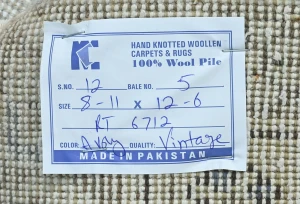 KC
HAND KNOTTED WOOLLEN
CARPETS & RUGS
100% Wool Pile
S.NO. 12 BALE NO. 5
SIZE 8-11 x 12-6
RT 6712
COLOR: Gray QUALITY: Vintage
MADE IN PAKISTAN